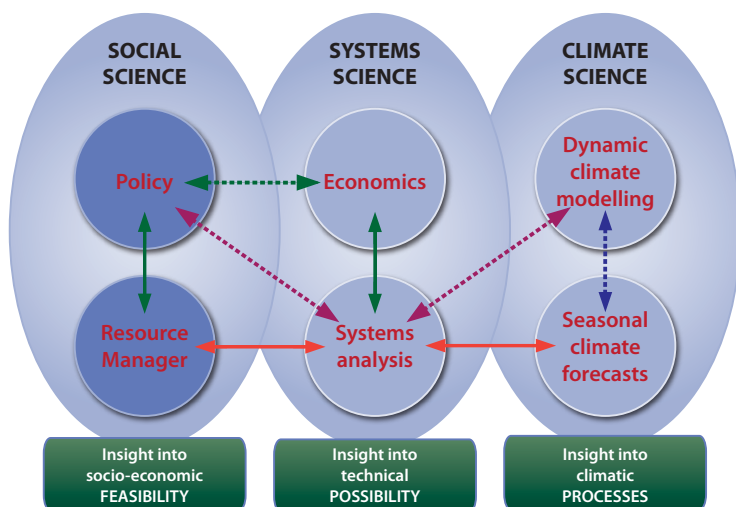 SOCIAL
SCIENCE
SYSTEMS
SCIENCE
CLIMATE
SCIENCE
Policy
Economics
Dynamic
climate
modelling
Resource
Manager
Systems
analysis
Seasonal
climate
forecasts
Insight into
socio-economic
FEASIBILITY
Insight into
technical
POSSIBILITY
Insight into
climatic
PROCESSES